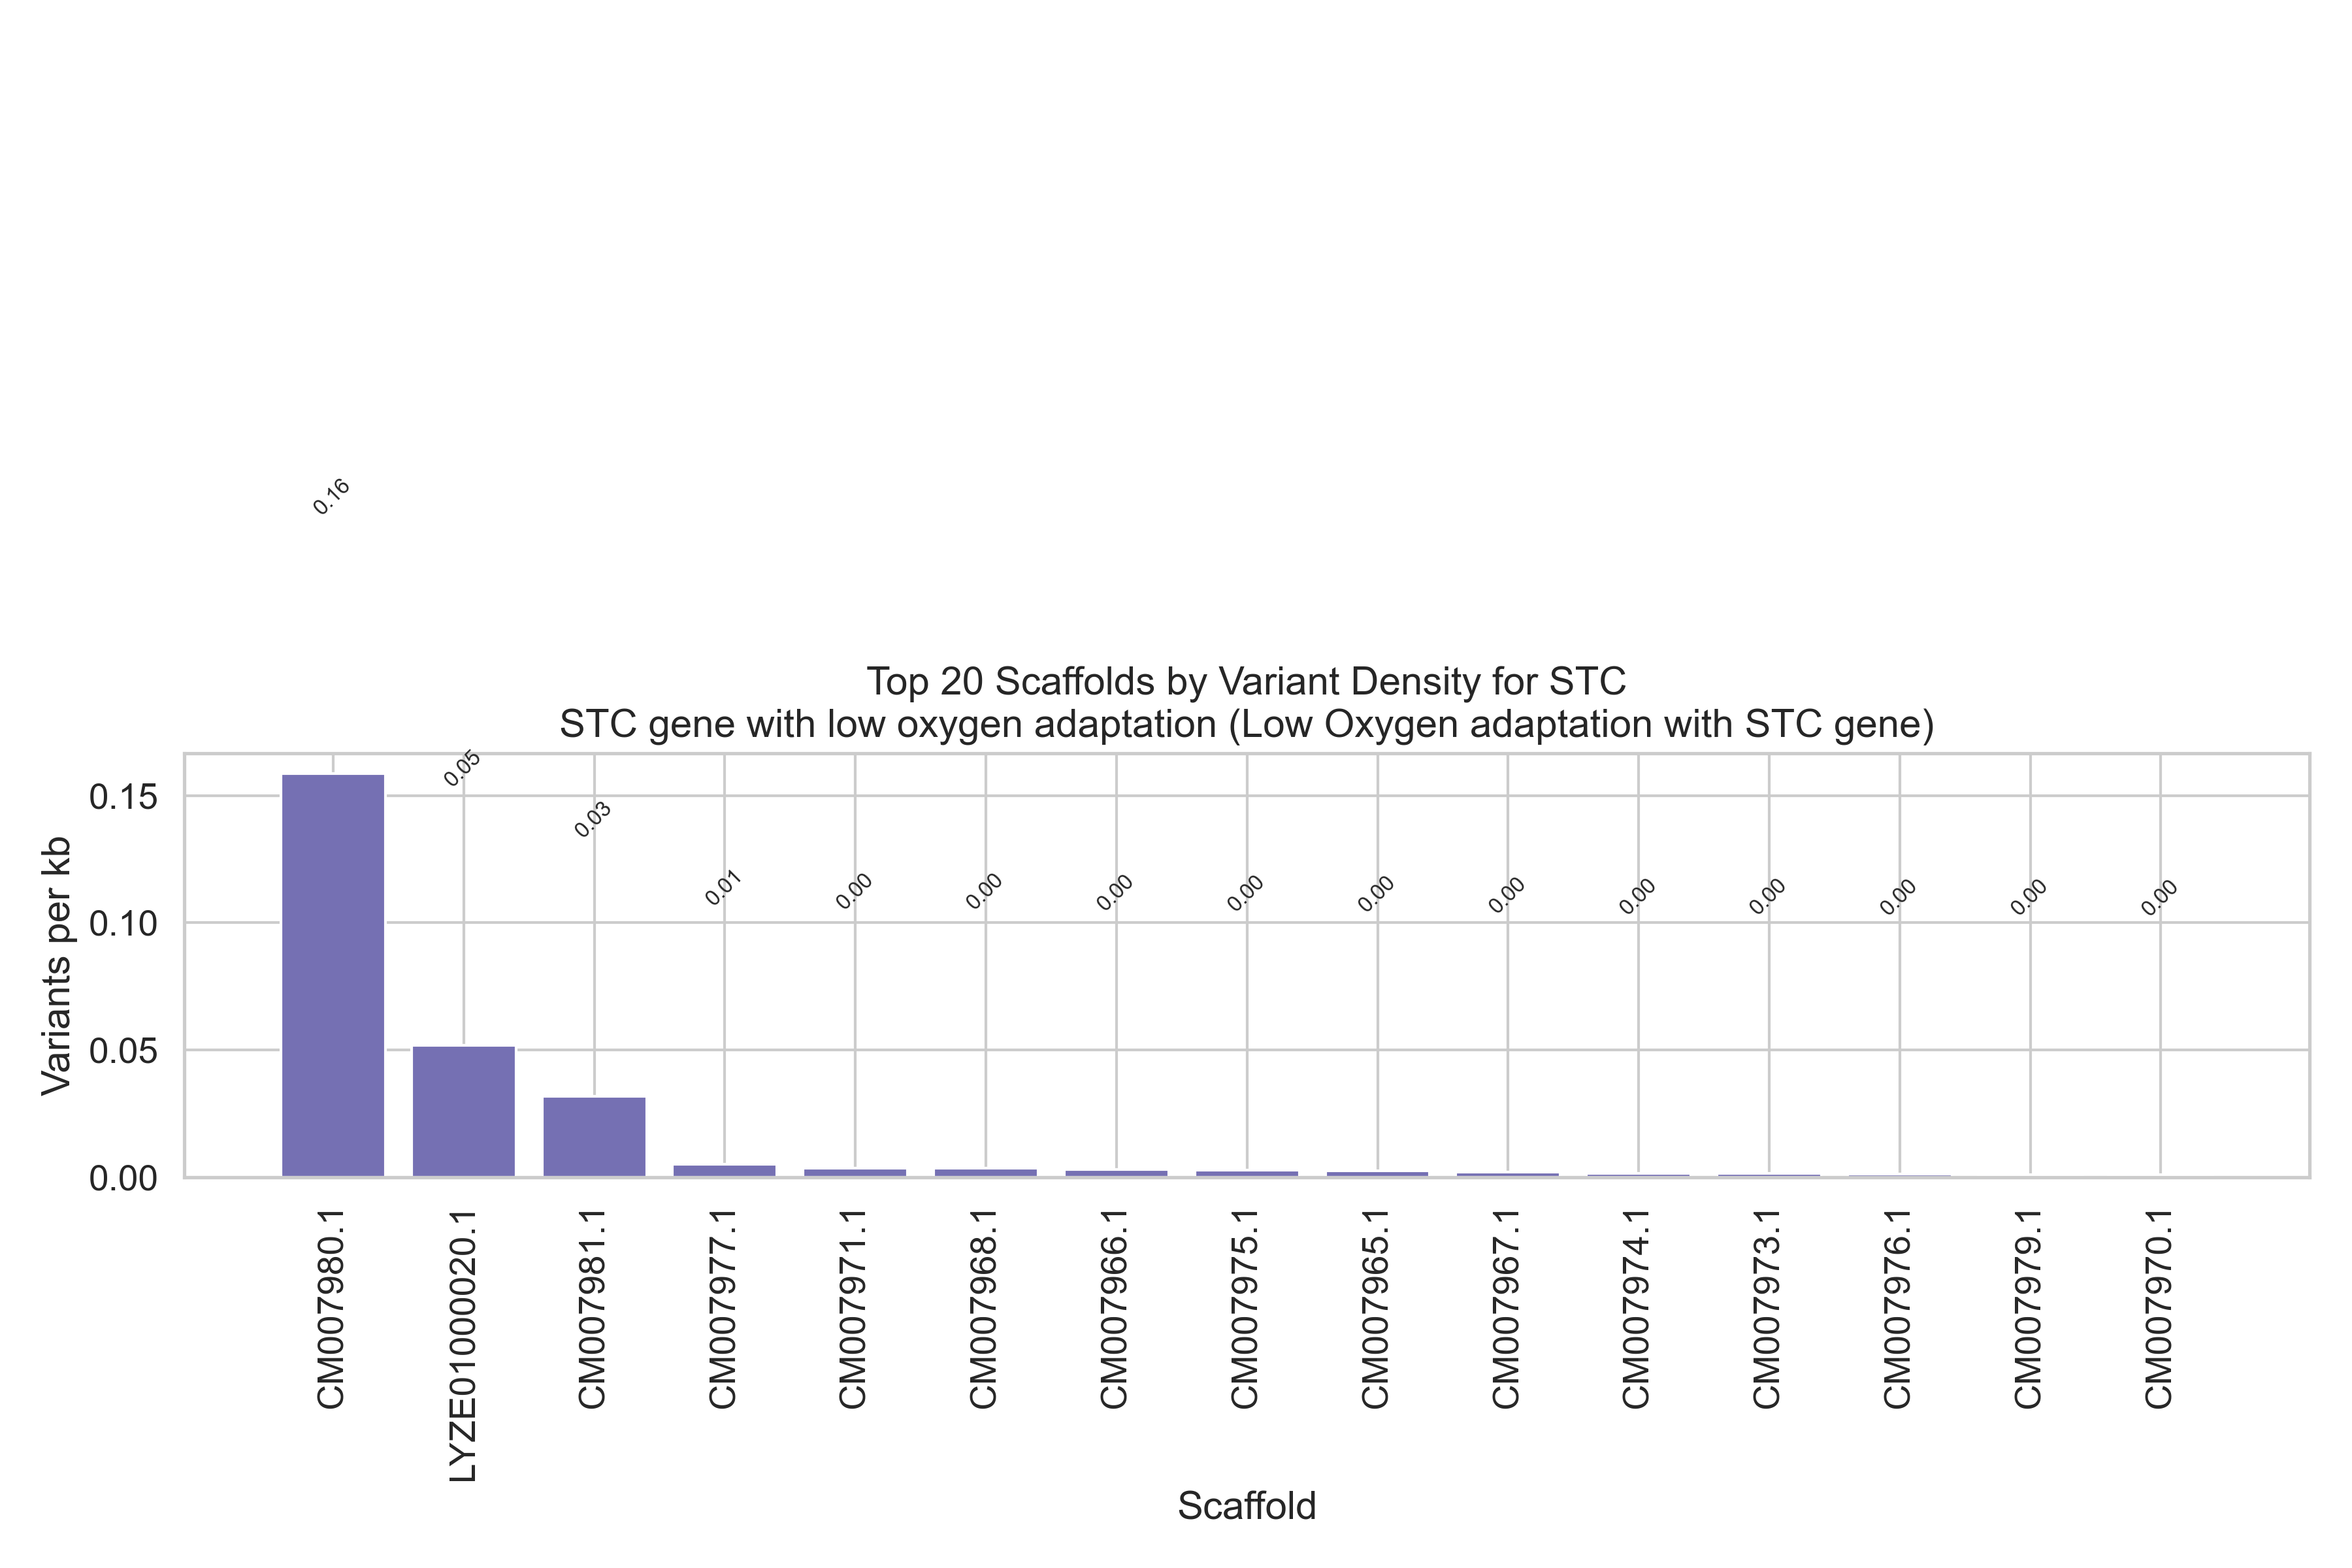 0.16
Top 20 Scaffolds by Variant Density for STC
STC gene with low oxygen adaptation (Low Oxygen adaptation with STC gene)
0.05
0.03
0.01
0.00
0.00
0.00
0.00
0.00
0.00
0.00
0.00
0.00
0.00
0.00
Variants per kb
0.15
0.10
0.05
0.00
CM007980.1
LYZE01000020.1
CM007981.1
CM007977.1
CM007971.1
CM007968.1
CM007966.1
CM007975.1
CM007965.1
CM007967.1
CM007974.1
CM007973.1
CM007976.1
CM007979.1
CM007970.1
Scaffold